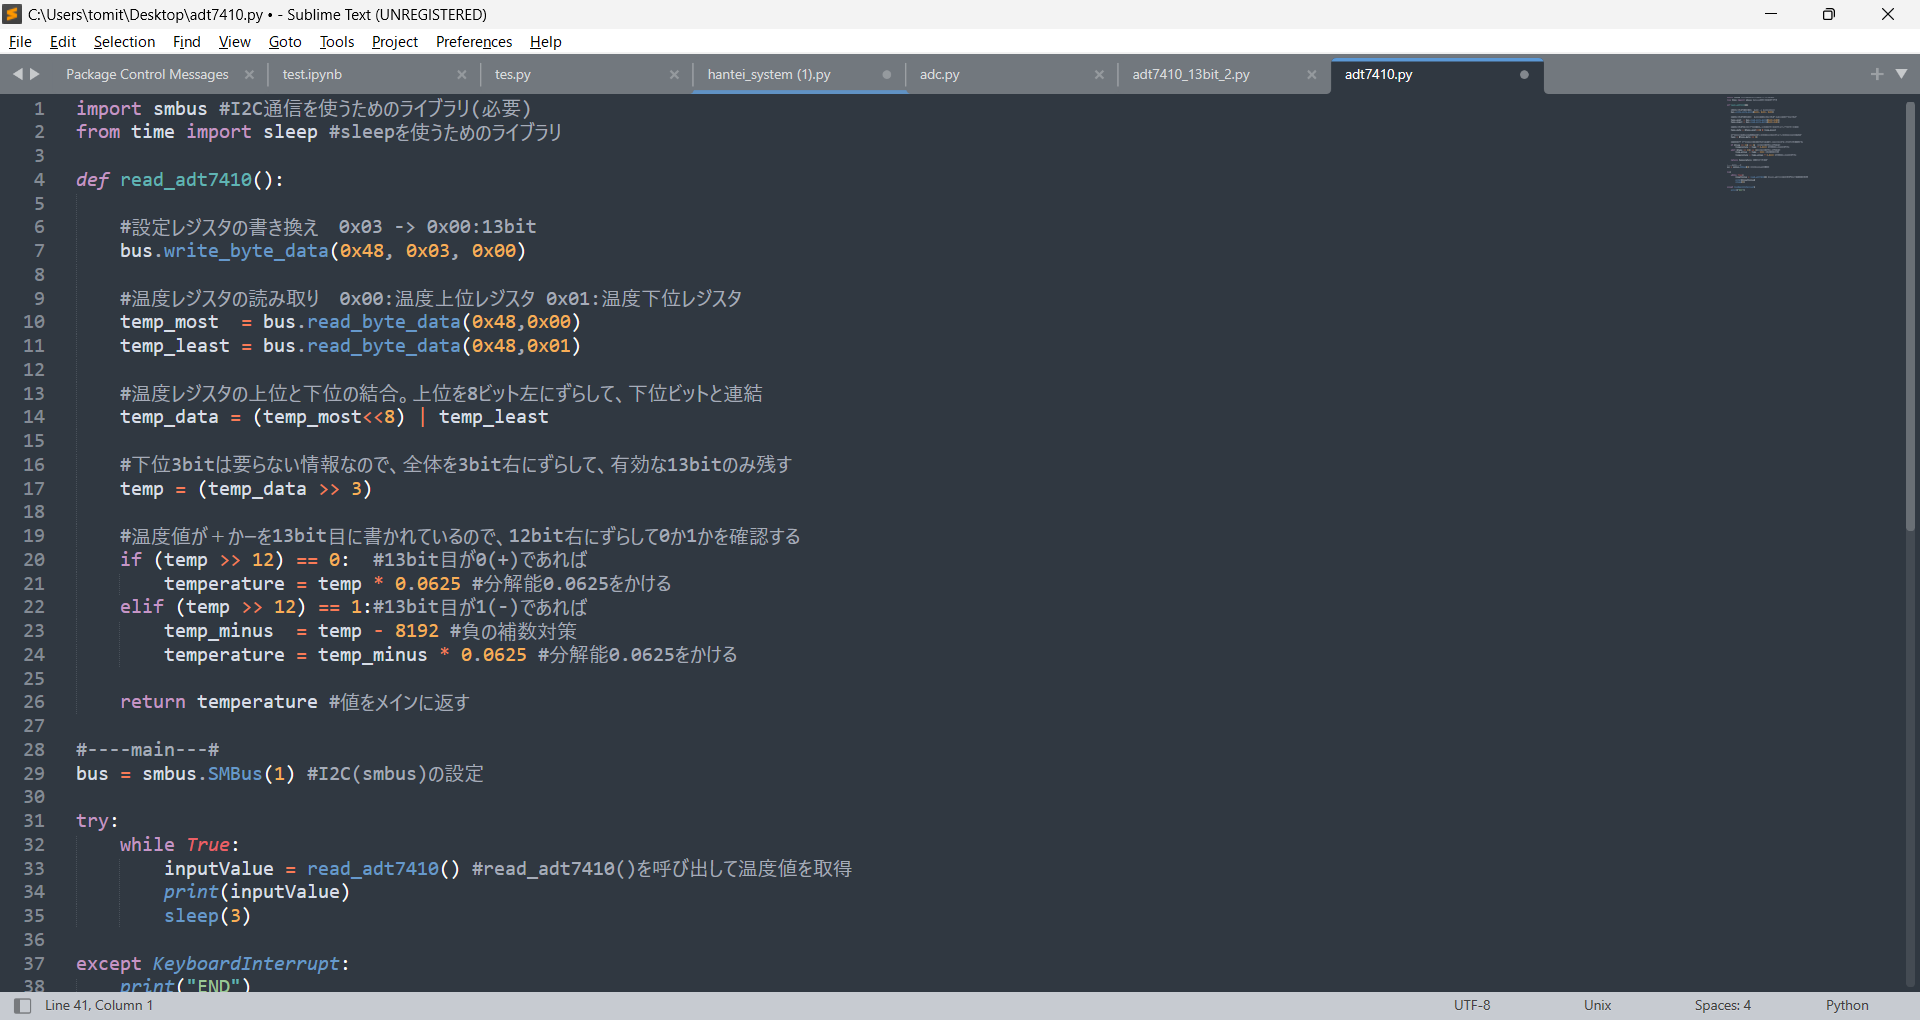 C:\Users\tomit\Desktop\adt7410.py • - Sublime Text (UNREGISTERED)
File Edit Selection Find View Goto Tools Project Preferences Help
Package Control Messages × test.ipynb × tes.py × hantei_system (1).py adc.py × adt7410_13bit_2.py × adt7410.py
1 import smbus #I2C通信を使うためのライブラリ(必要)
2 from time import sleep #sleepを使うためのライブラリ
3
4 def read_adt7410():
5
6 #設定レジスタの書き換え 0x03 -> 0x00:13bit
7 bus.write_byte_data(0x48, 0x03, 0x00)
8
9 #温度レジスタの読み取り 0x00:温度上位レジスタ 0x01:温度下位レジスタ
10 temp_most = bus.read_byte_data(0x48,0x00)
11 temp_least = bus.read_byte_data(0x48,0x01)
12
13 #温度レジスタの上位と下位の結合。上位を8ビット左にずらして、下位ビットと連結
14 temp_data = (temp_most<<8) | temp_least
15
16 #下位3bitは要らない情報なので、全体を3bit右にずらして、有効な13bitのみ残す
17 temp = (temp_data >> 3)
18
19 #温度値が＋かーを13bit目に書かれているので、12bit右にずらして0か1かを確認する
20 if (temp >> 12) == 0: #13bit目が0(+)であれば
21 temperature = temp * 0.0625 #分解能0.0625をかける
22 elif (temp >> 12) == 1:#13bit目が1(-)であれば
23 temp_minus = temp - 8192 #負の補数対策
24 temperature = temp_minus * 0.0625 #分解能0.0625をかける
25
26 return temperature #値をメインに返す
27
28 #----main---#
29 bus = smbus.SMBus(1) #I2C(smbus)の設定
30
31 try:
32 while True:
33 inputValue = read_adt7410() #read_adt7410()を呼び出して温度値を取得
34 print(inputValue)
35 sleep(3)
36
37 except KeyboardInterrupt:
38 print("END")
Line 41, Column 1 UTF-8 Unix Spaces: 4 Python